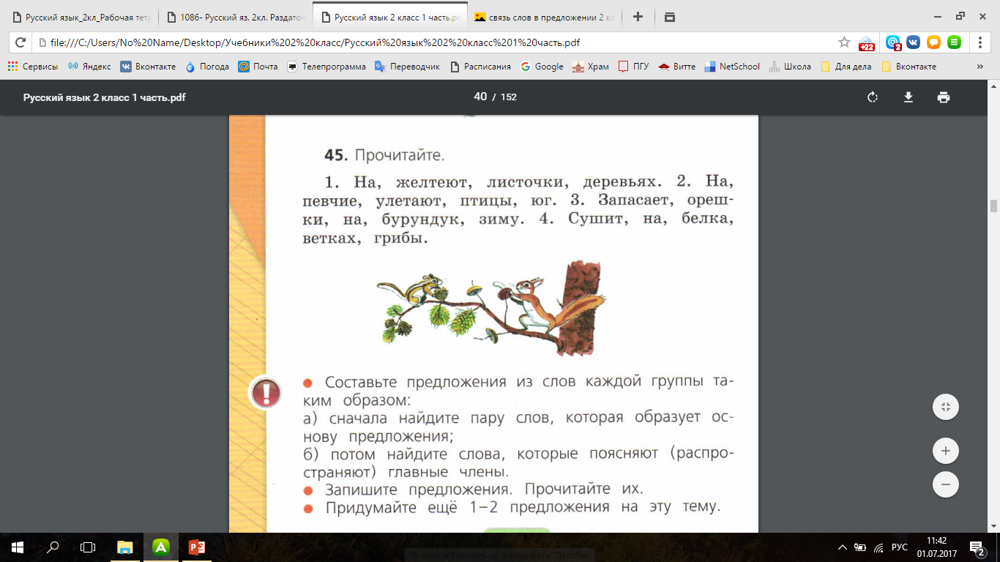 Русский язык_2кл_Рабочая тетр
1086- Русский яз. 2кл. Раздаточ
Русский язык 2 класс 1 часть.pd
связь слов в предложении 2 кл
file:///C:/Users/No%20Name/Desktop/Учебники%202%20класс/Русский%20язык%202%20класс%201%20часть.pdf
+22
2
Сервисы Яндекс Вконтакте Погода Почта Телепрограмма Переводчик Расписания Google Храм ПГУ Витте NetSchool Школа Для дела Вконтакте »
Русский язык 2 класс 1 часть.pdf
40 / 152
45. Прочитайте.
1. На, желтеют, листочки, деревьях. 2. На,
певчие, улетают, птицы, юг. 3. Запасает, ореш-
ки, на, бурундук, зиму. 4. Сушит, на, белка,
ветках, грибы.
!
Составьте предложения из слов каждой группы та-
ким образом:
а) сначала найдите пару слов, которая образует ос-
нову предложения;
б) потом найдите слова, которые поясняют (распро-
страняют) главные члены.
Запишите предложения. Прочитайте их.
Придумайте ещё 1–2 предложения на эту тему.
РУС
11:42
01.07.2017
2